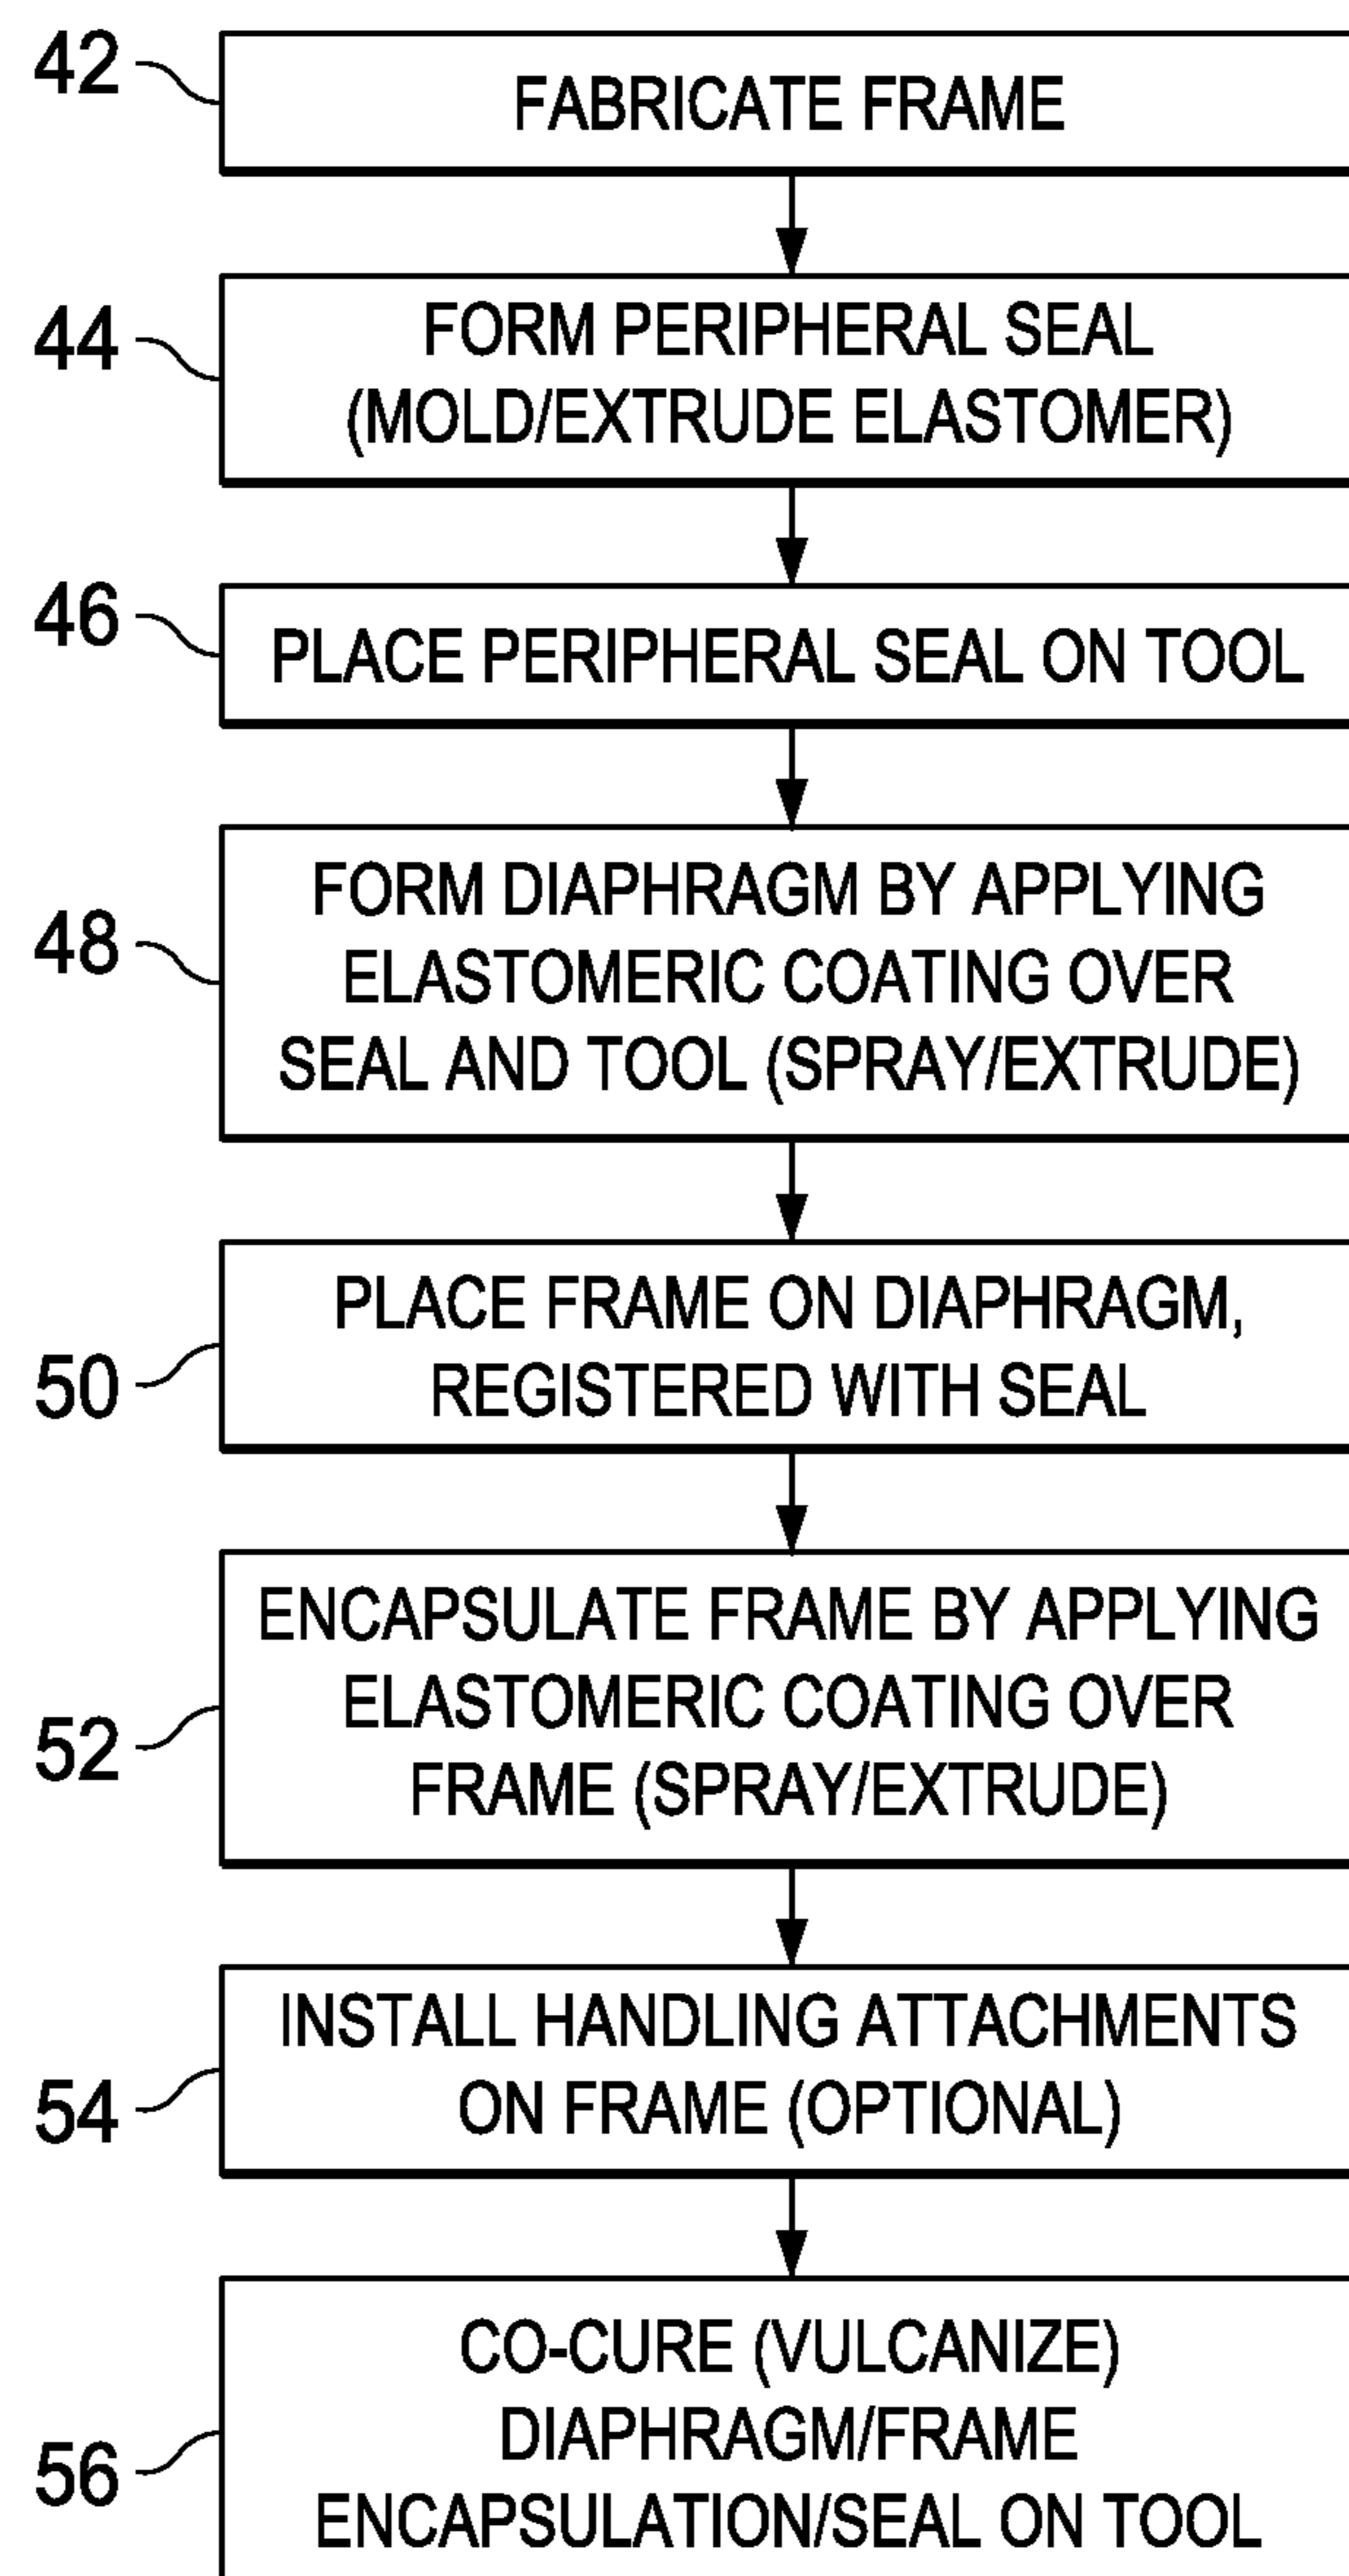 42
FABRICATE FRAME
44
FORM PERIPHERAL SEAL
(MOLD/EXTRUDE ELASTOMER)
46
PLACE PERIPHERAL SEAL ON TOOL
48
FORM DIAPHRAGM BY APPLYING
ELASTOMERIC COATING OVER
SEAL AND TOOL (SPRAY/EXTRUDE)
50
PLACE FRAME ON DIAPHRAGM,
REGISTERED WITH SEAL
52
ENCAPSULATE FRAME BY APPLYING
ELASTOMERIC COATING OVER
FRAME (SPRAY/EXTRUDE)
54
INSTALL HANDLING ATTACHMENTS
ON FRAME (OPTIONAL)
56
CO-CURE (VULCANIZE)
DIAPHRAGM/FRAME
ENCAPSULATION/SEAL ON TOOL